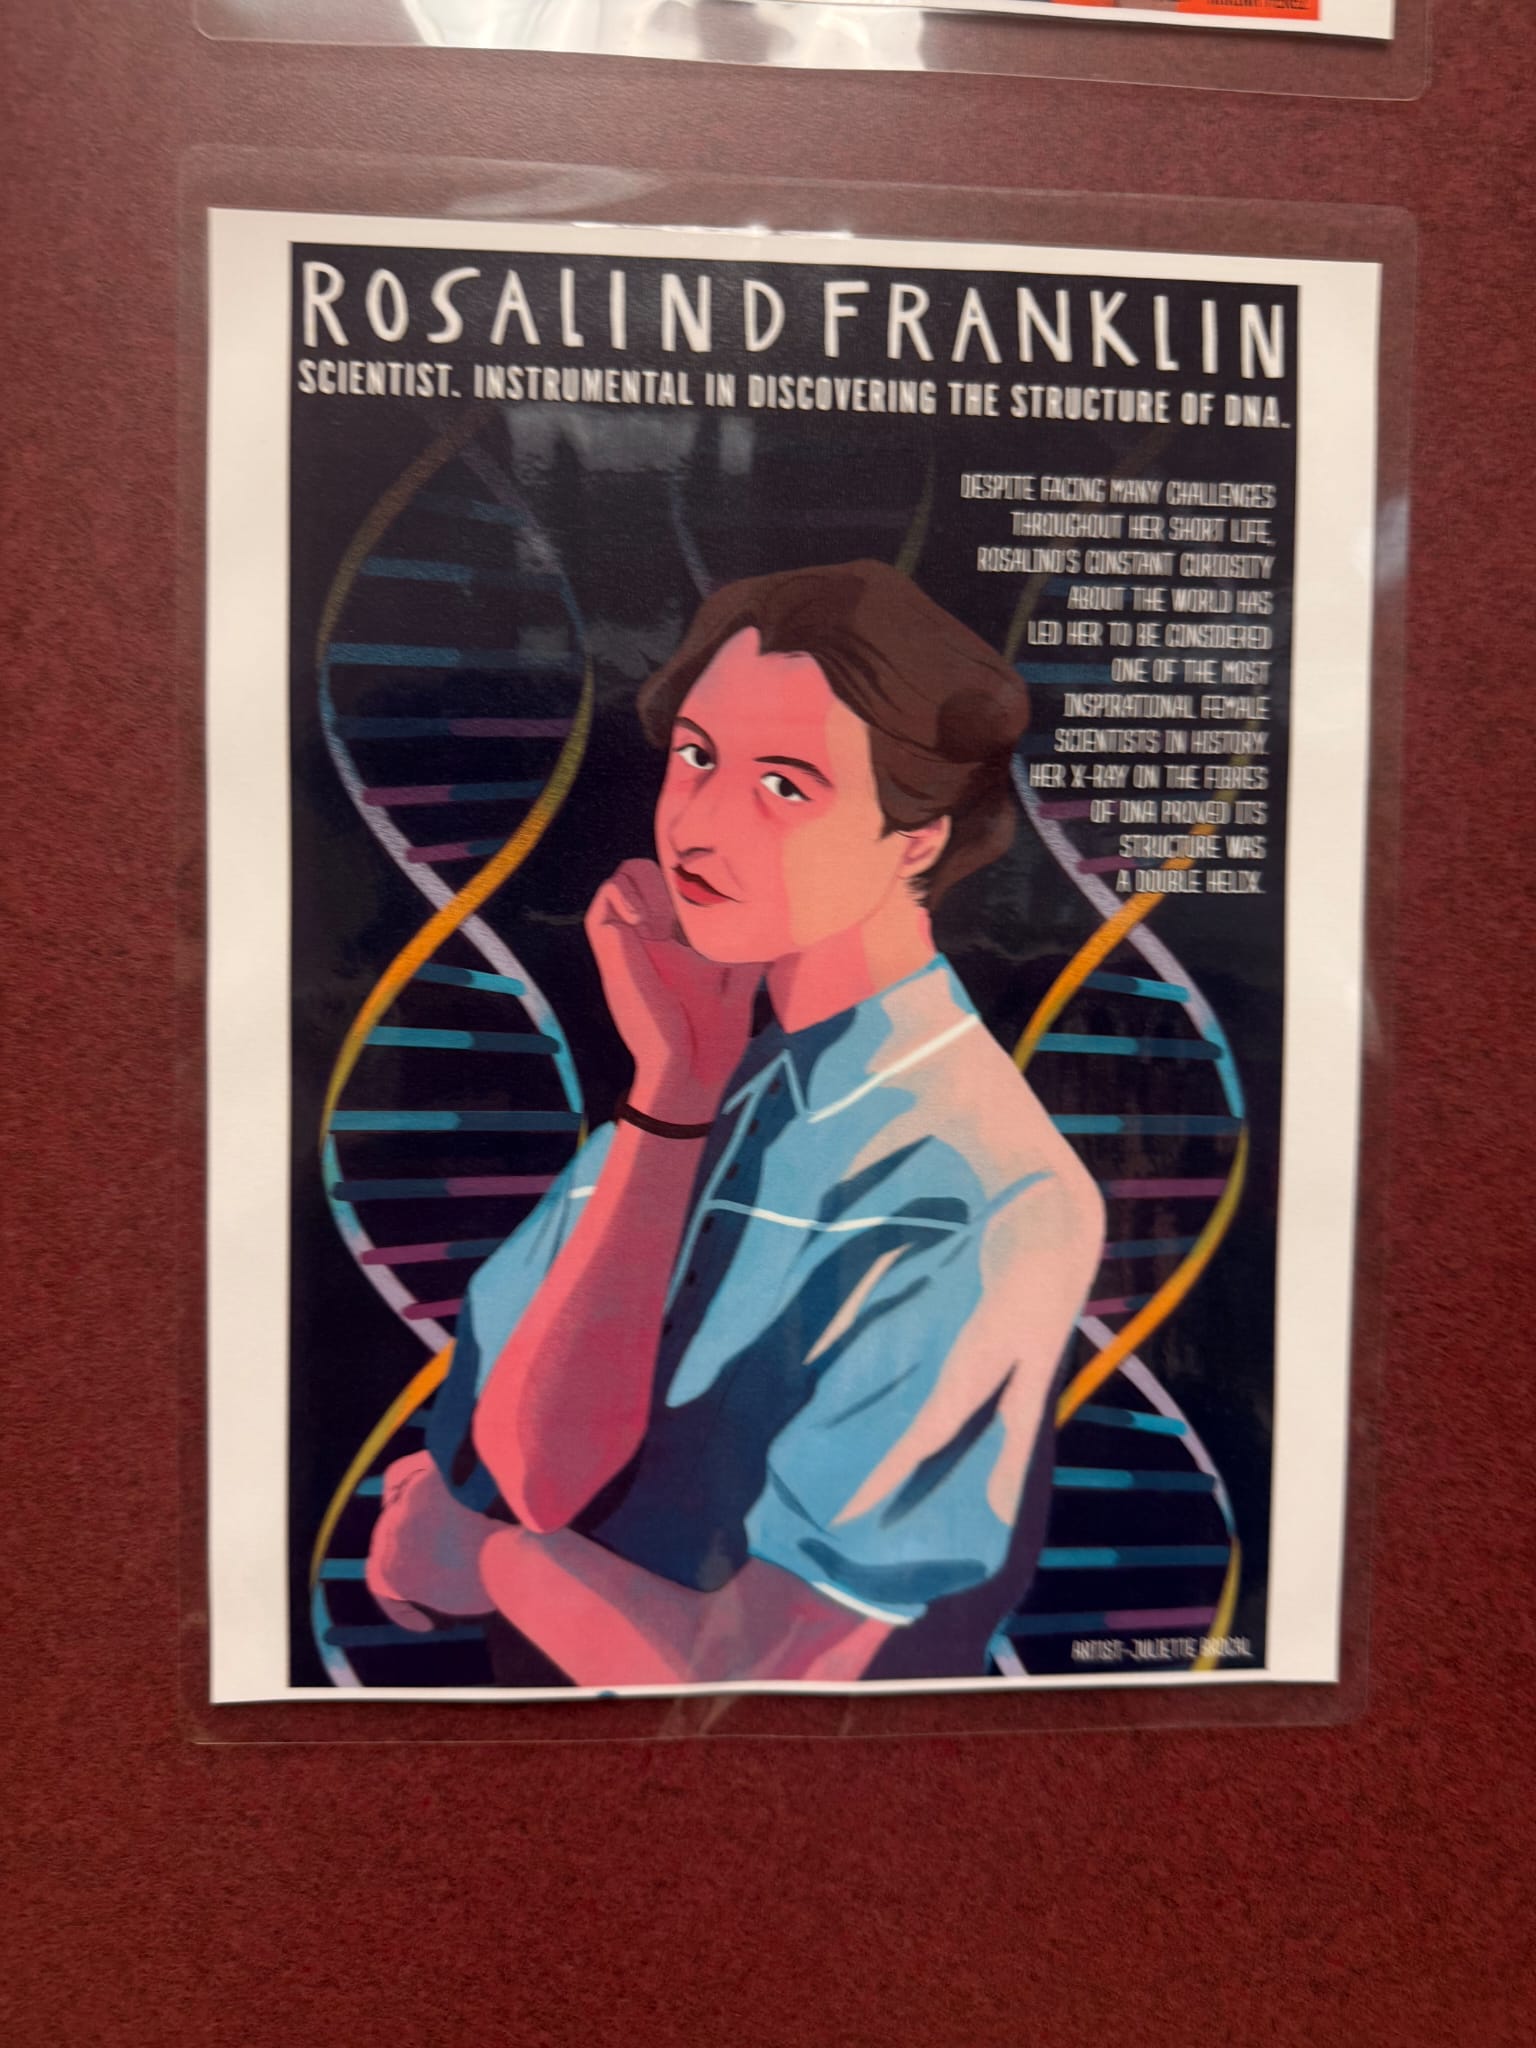 ROSALIND FRANKLIN
SCIENTIST. INSTRUMENTAL IN DISCOVERING THE STRUCTURE OF DNA.
DESPITE FACING MANY CHALLENGES
THROUGHOUT HER SHORT LIFE,
ROSALIND'S CONSTANT CURIOSITY
ABOUT THE WORLD HAS
LED HER TO BE CONSIDERED
ONE OF THE MOST
INSPIRATIONAL FEMALE
SCIENTISTS IN HISTORY.
HER X-RAY ON THE FIBRES
OF DNA PROVED ITS
STRUCTURE WAS
A DOUBLE HELIX.
ARTIST-JULIETTE BROCAL